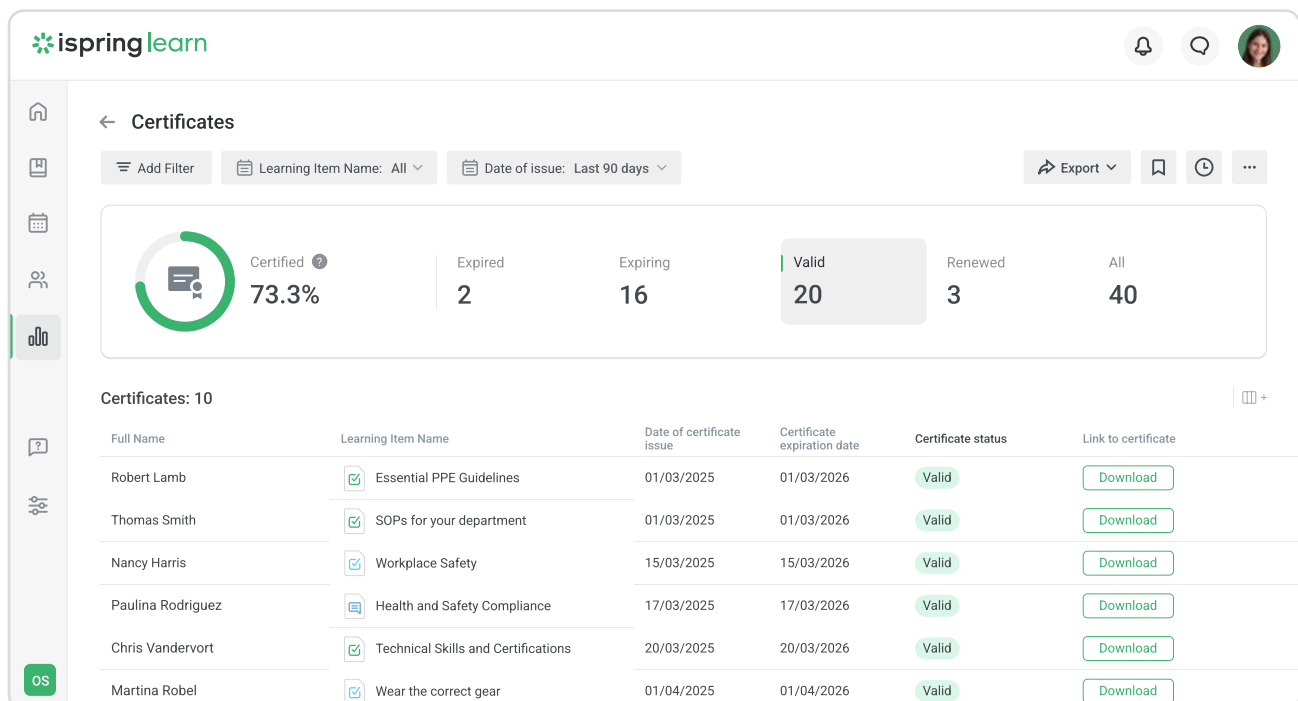 ispring learn
Certificates
Add Filter
Learning Item Name: All
Date of issue: Last 90 days
Export
Certified ?
73.3%
Expired
2
Expiring
16
Valid
20
Renewed
3
All
40
Certificates: 10
Full Name Learning Item Name Date of certificate issue Certificate expiration date Certificate status Link to certificate
Robert Lamb Essential PPE Guidelines 01/03/2025 01/03/2026 Valid Download
Thomas Smith SOPs for your department 01/03/2025 01/03/2026 Valid Download
Nancy Harris Workplace Safety 15/03/2025 15/03/2026 Valid Download
Paulina Rodriguez Health and Safety Compliance 17/03/2025 17/03/2026 Valid Download
Chris Vandervort Technical Skills and Certifications 20/03/2025 20/03/2026 Valid Download
Martina Robel Wear the correct gear 01/04/2025 01/04/2026 Valid Download
OS